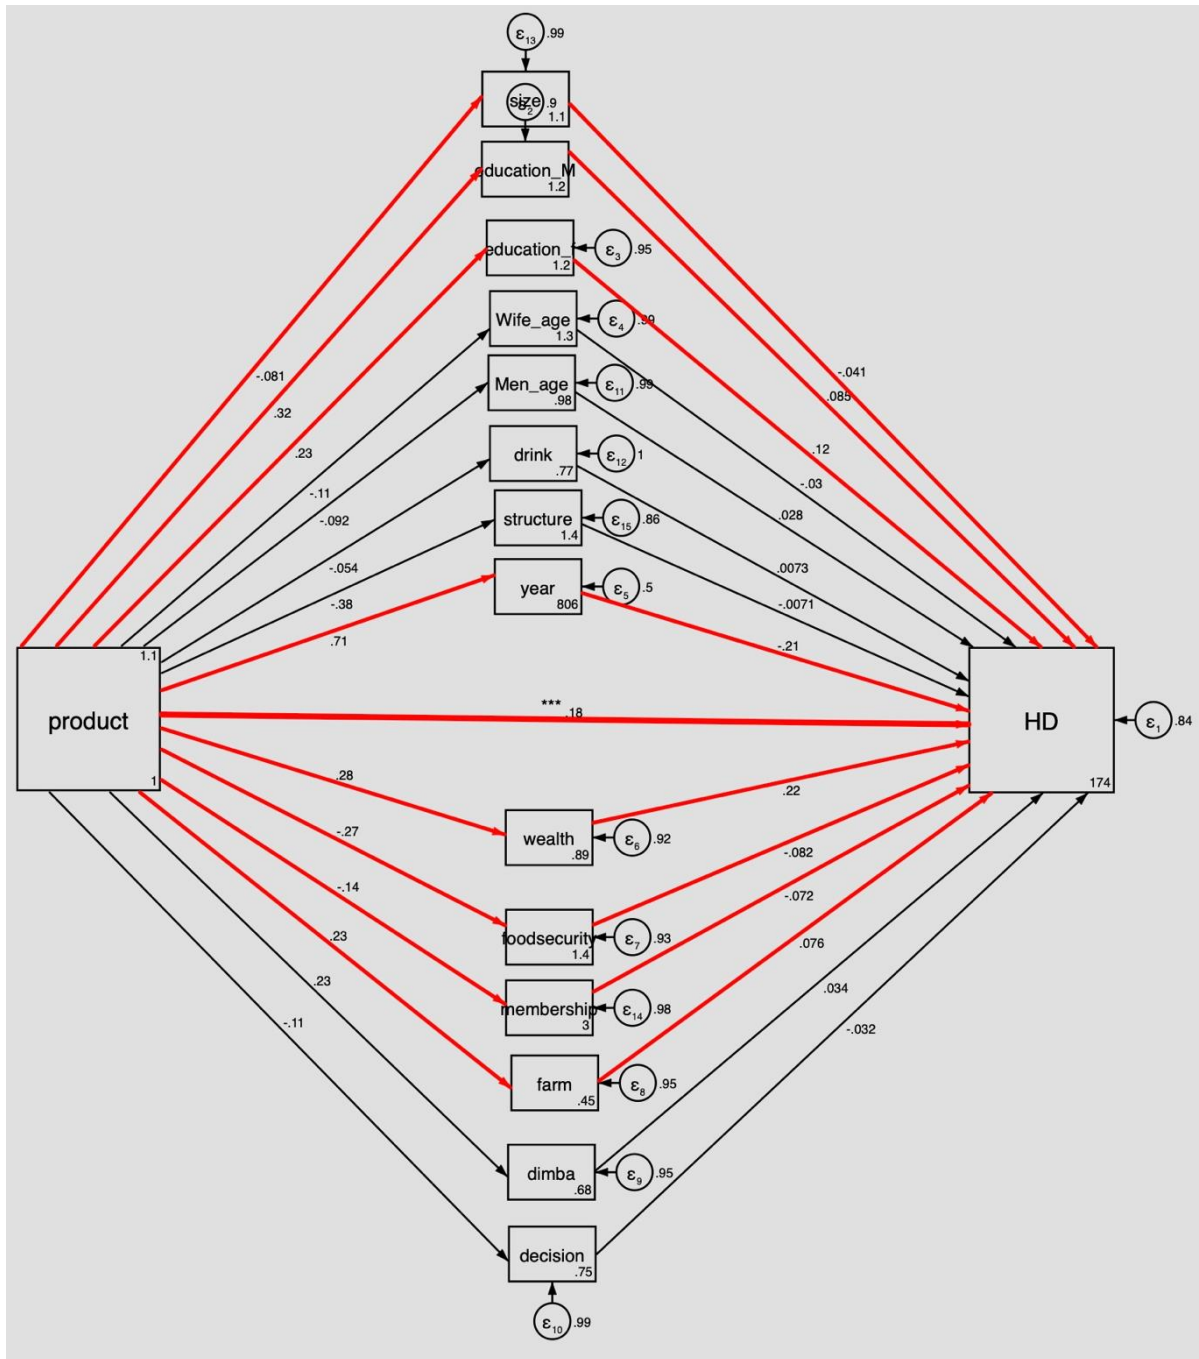 ε13 .99
size
ε2 .9
1.1
education_M
1.2
education_f
1.2
ε3 .95
Wife_age
1.3
ε4 .99
Men_age
.98
ε11 .99
drink
.77
ε12 1
structure
1.4
ε15 .86
year
806
ε5 .5
-.081
.32
.23
-.11
-.092
-.054
-.38
.71
-.041
.085
.12
-.03
.028
.0073
-.0071
-.21
1.1
product
1
***
.18
HD
174
ε1 .84
.28
-.27
-.14
.23
.23
-.11
wealth
.89
ε6 .92
foodsecurity
1.4
ε7 .93
membership
3
ε14 .98
farm
.45
ε8 .95
dimba
.68
ε9 .95
decision
.75
ε10 .99
.22
-.082
-.072
.076
.034
-.032